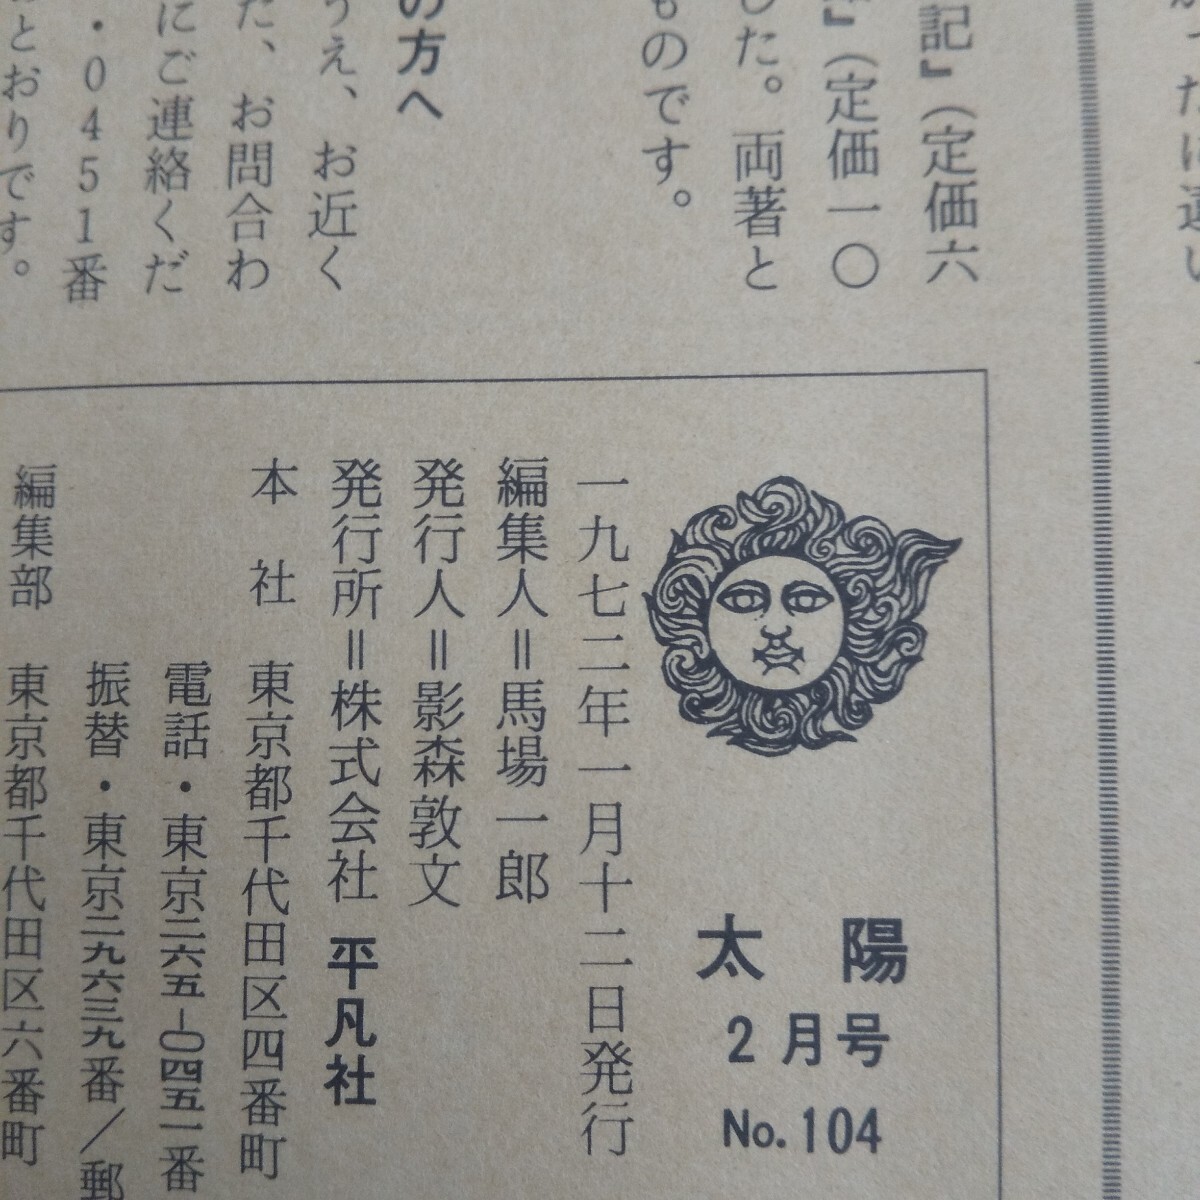 記』(定価六
』(定価一〇
した。両著と
ものです。
の方へ
うえ、お近く
た、お問合わ
にご連絡くだ
・0451番
とおりです。
太陽
2月号
No.104
一九七二年一月十二日発行
編集人=馬場一郎
発行人=影森敦文
発行所=株式会社 平凡社
本社 東京都千代田区四番町
電話・東京二六五-〇四五一番
振替・東京二九六三九番/郵
編集部 東京都千代田区六番町